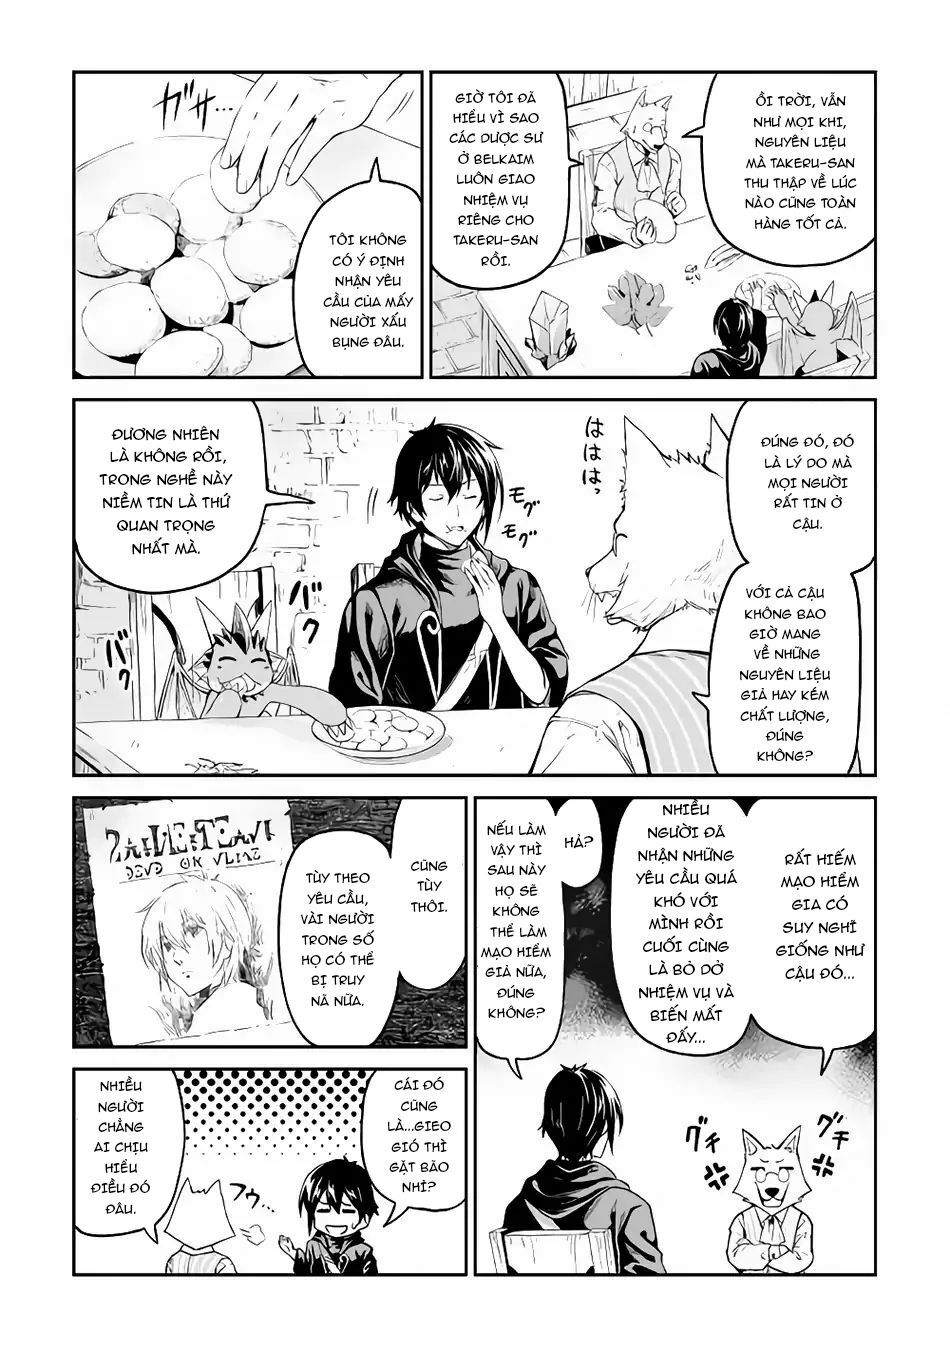 ỒI TRỜI, VẪN
NHƯ MỌI KHI,
NGUYÊN LIỆU
MÀ TAKERU-SAN
THU THẬP VỀ LÚC
NÀO CŨNG TOÀN
HÀNG TỐT CẢ.
GIỜ TÔI ĐÃ
HIỂU VÌ SAO
CÁC DƯỢC SƯ
Ở BELKAIM
LUÔN GIAO
NHIỆM VỤ
RIÊNG CHO
TAKERU-SAN
RỒI.
ガサ...
TÔI KHÔNG
CÓ Ý ĐỊNH
NHẬN YÊU
CẦU CỦA MẤY
NGƯỜI XẤU
BỤNG ĐÂU.
ĐÚNG ĐÓ, ĐÓ
LÀ LÝ DO MÀ
MỌI NGƯỜI
RẤT TIN Ở
CẬU.
VỚI CẢ CẬU
KHÔNG BAO
GIỜ MANG
VỀ NHỮNG
NGUYÊN LIỆU
GIẢ HAY KÉM
CHẤT LƯỢNG,
ĐÚNG
KHÔNG?
はははっ
モグ
モグ
ĐƯƠNG NHIÊN
LÀ KHÔNG RỒI,
TRONG NGHỀ NÀY
NIỀM TIN LÀ THỨ
QUAN TRỌNG
NHẤT MÀ.
パク
パク
RẤT HIẾM
MẠO HIỂM
GIA CÓ
SUY NGHĨ
GIỐNG NHƯ
CẬU ĐÓ...
NHIỀU
NGƯỜI ĐÃ
NHẬN NHỮNG
YÊU CẦU QUÁ
KHÓ VỚI
MÌNH RỒI
CUỐI CÙNG
LÀ BỎ DỞ
NHIỆM VỤ VÀ
BIẾN MẤT
ĐẤY...
HẢ?
NẾU LÀM
VẬY THÌ
SAU NÀY
HỌ SẼ
KHÔNG
THỂ LÀM
MẠO HIỂM
GIẢ NỮA,
ĐÚNG
KHÔNG?
グチ
グチ
CŨNG
TÙY
THÔI.
TÙY THEO
YÊU CẦU,
VÀI NGƯỜI
TRONG SỐ
HỌ CÓ THỂ
BỊ TRUY
NÃ NỮA.
CÁI ĐÓ
CŨNG
LÀ...GIEO
GIÓ THÌ
GẶT BÃO
NHỈ?
フゥ...
NHIỀU
NGƯỜI
CHẲNG
AI CHỊU
HIỂU
ĐIỀU ĐÓ
ĐÂU.